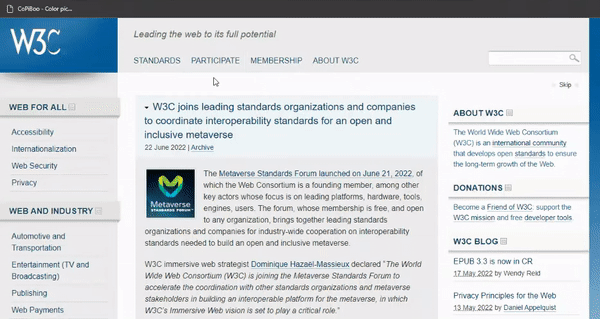 CoPiBoo - Color pic...
W3C
Leading the web to its full potential
STANDARDS PARTICIPATE MEMBERSHIP ABOUT W3C
Skip
WEB FOR ALL
Accessibility
Internationalization
Web Security
Privacy
WEB AND INDUSTRY
Automotive and
Transportation
Entertainment (TV and
Broadcasting)
Publishing
Web Payments
W3C joins leading standards organizations and companies
to coordinate interoperability standards for an open and
inclusive metaverse
22 June 2022 | Archive
Metaverse
STANDARDS FORUM
The Metaverse Standards Forum launched on June 21, 2022, of
which the Web Consortium is a founding member, among other
key actors whose focus is on leading platforms, hardware, tools,
engines, users. The forum, whose membership is free, and open
to any organization, brings together leading standards
organizations and companies for industry-wide cooperation on interoperability
standards needed to build an open and inclusive metaverse.
W3C immersive web strategist Dominique Hazaël-Massieux declared "The World
Wide Web Consortium (W3C) is joining the Metaverse Standards Forum to
accelerate the coordination with other standards organizations and metaverse
stakeholders in building an interoperable platform for the metaverse, in which
W3C's Immersive Web vision is set to play a critical role."
ABOUT W3C
The World Wide Web Consortium
(W3C) is an international community
that develops open standards to ensure
the long-term growth of the Web.
DONATIONS
Become a Friend of W3C: support the
W3C mission and free developer tools
W3C BLOG
EPUB 3.3 is now in CR
17 May 2022 by Wendy Reid
Privacy Principles for the Web
13 May 2022 by Daniel Appelquist